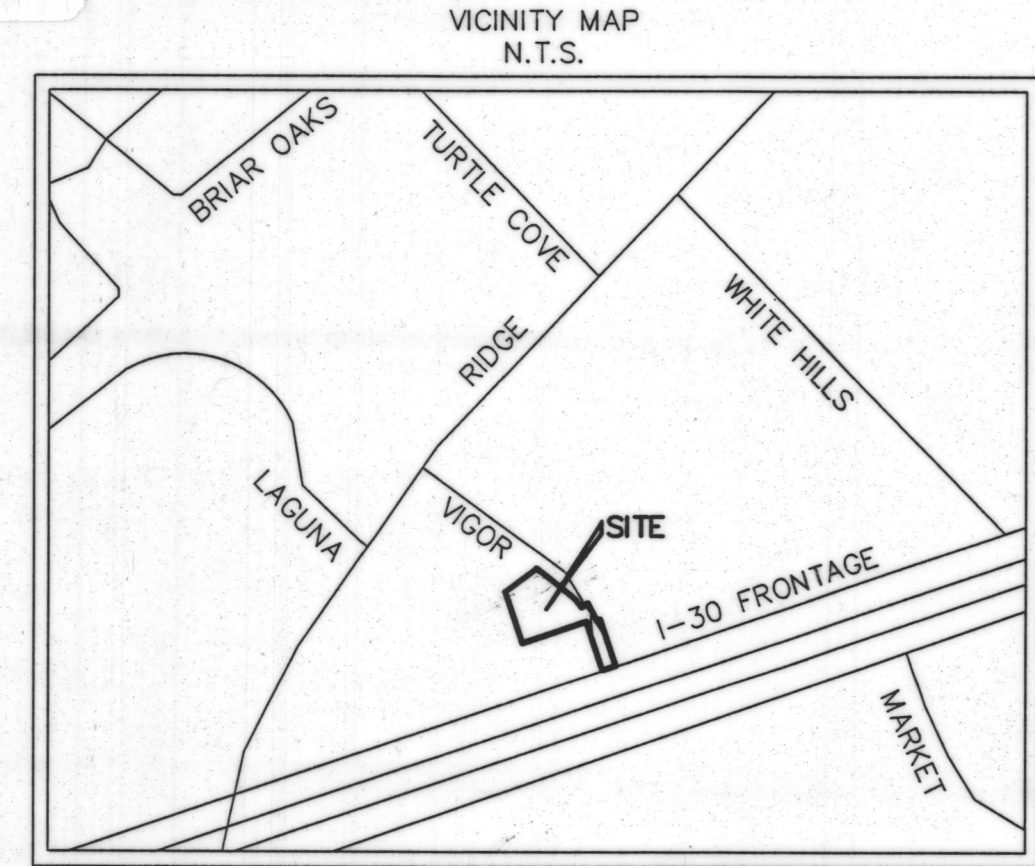 VICINITY MAP
N.T.S.
BRIAR OAKS
TURTLE COVE
WHITE HILLS
RIDGE
LAGUNA
VIGOR
SITE
I-30 FRONTAGE
MARKET